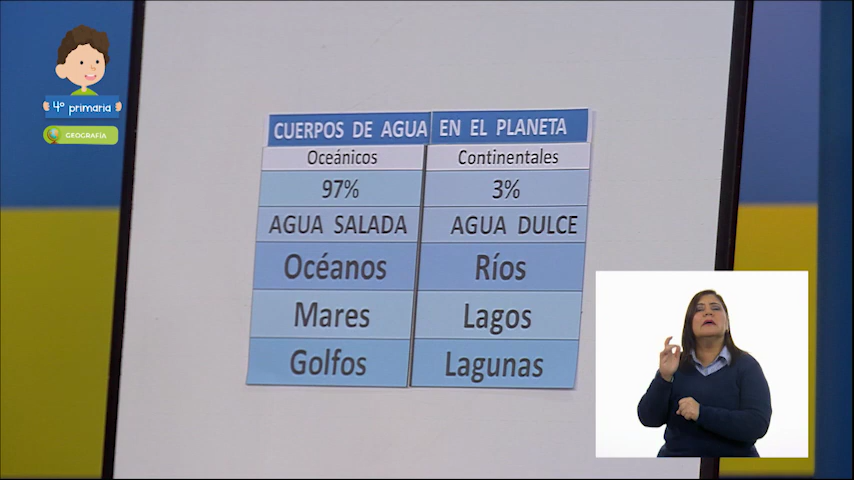 4º primaria
GEOGRAFÍA
CUERPOS DE AGUA EN EL PLANETA
Oceánicos Continentales
97% 3%
AGUA SALADA AGUA DULCE
Océanos Ríos
Mares Lagos
Golfos Lagunas